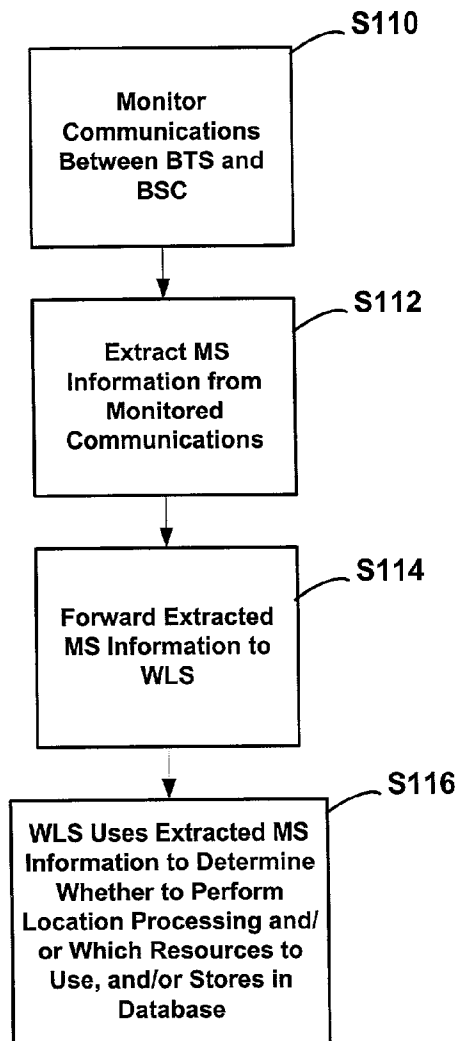 S110
Monitor
Communications
Between BTS and
BSC
S112
Extract MS
Information from
Monitored
Communications
S114
Forward Extracted
MS Information to
WLS
S116
WLS Uses Extracted MS
Information to Determine
Whether to Perform
Location Processing and/
or Which Resources to
Use, and/or Stores in
Database